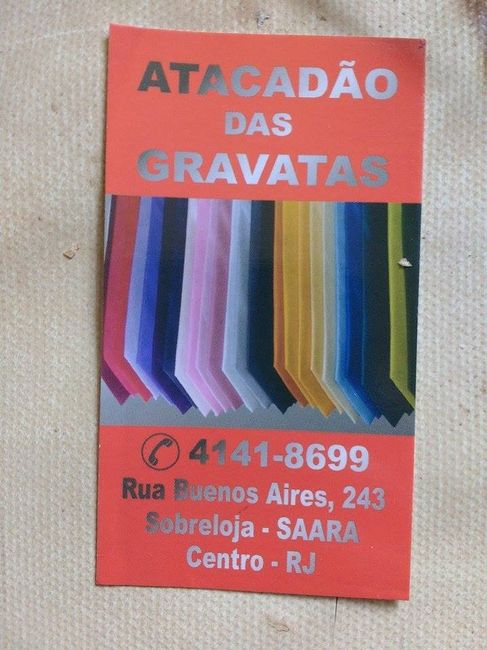 ATACADÃO
DAS
GRAVATAS
4141-8699
Rua Buenos Aires, 243
Sobreloja - SAARA
Centro - RJ